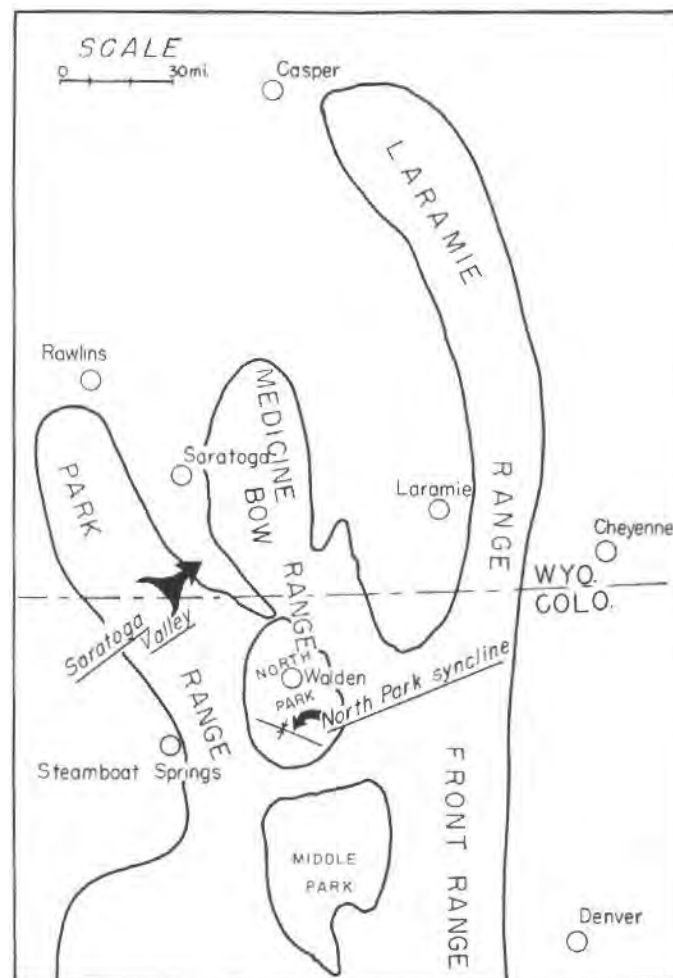 SCALE
0 30mi.
Casper
LARAMIE
RANGE
Rawlins
MEDICINE
BOW
RANGE
PARK
RANGE
Saratoga
Laramie
Cheyenne
WYO.
COLO.
Saratoga
Valley
NORTH
Walden
PARK
North Park syncline
Steamboat Springs
FRONT RANGE
MIDDLE
PARK
Denver